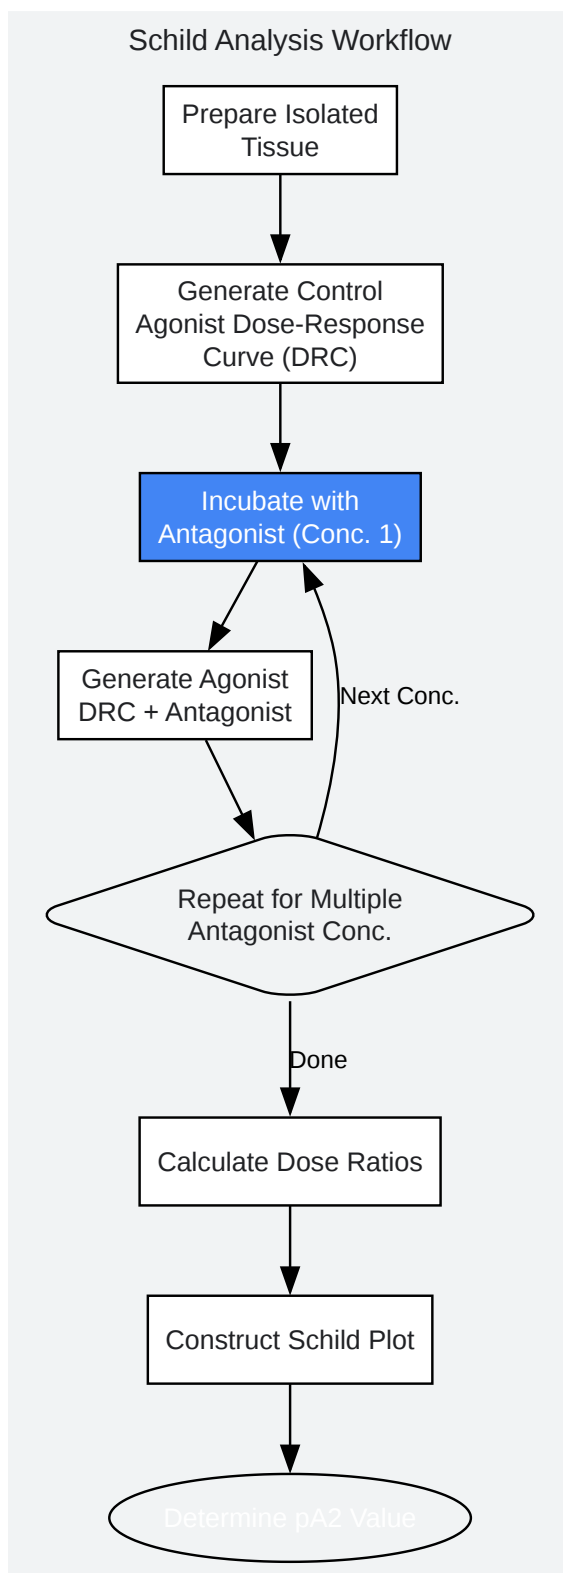 Schild Analysis Workflow
Prepare Isolated
Tissue
Generate Control
Agonist Dose-Response
Curve (DRC)
Incubate with
Antagonist (Conc. 1)
Generate Agonist
DRC + Antagonist
Next Conc.
Repeat for Multiple
Antagonist Conc.
Done
Calculate Dose Ratios
Construct Schild Plot
Determine pA2 Value